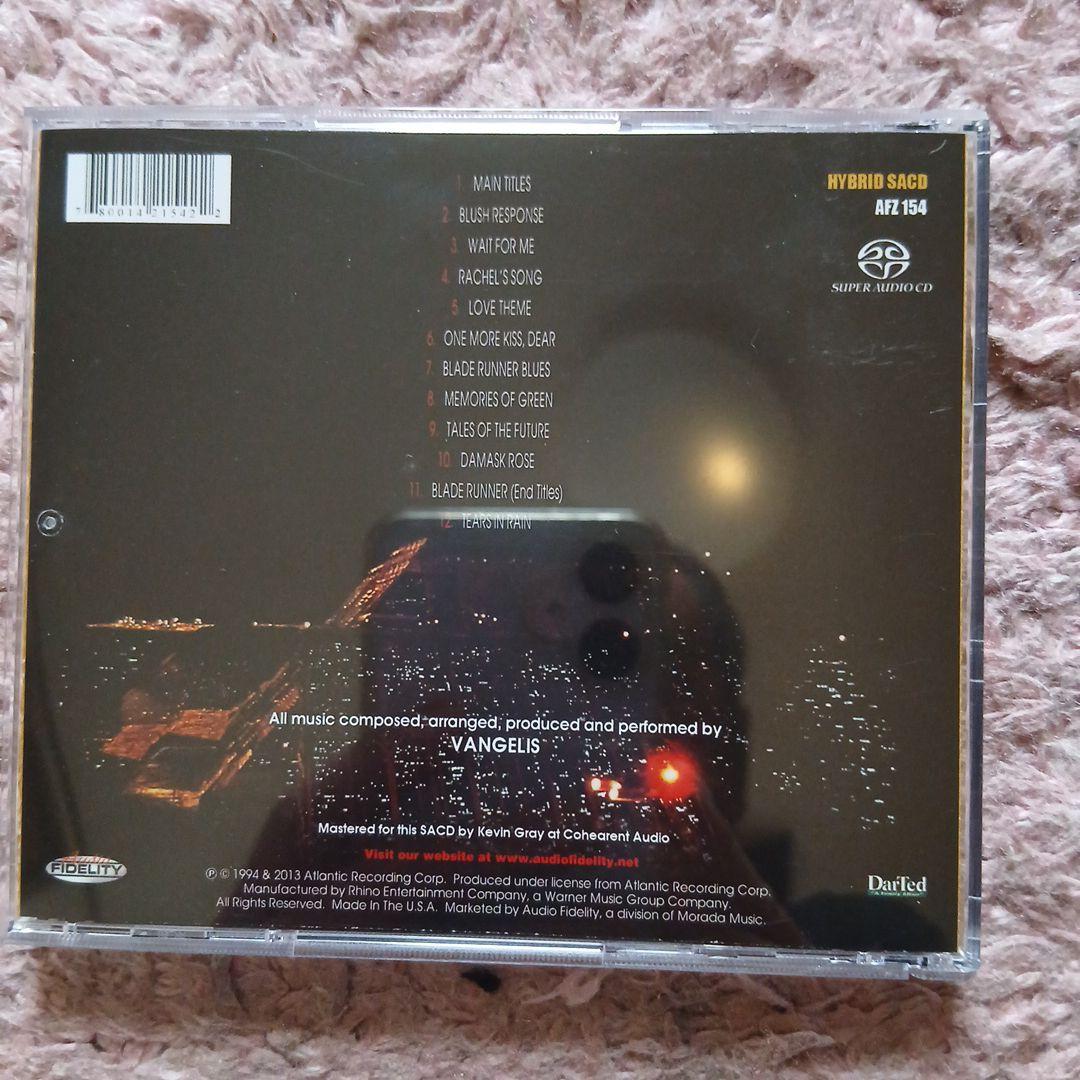 7 80014 21542 2
1. MAIN TITLES
2. BLUSH RESPONSE
3. WAIT FOR ME
4. RACHEL'S SONG
5. LOVE THEME
6. ONE MORE KISS, DEAR
7. BLADE RUNNER BLUES
8. MEMORIES OF GREEN
9. TALES OF THE FUTURE
10. DAMASK ROSE
11. BLADE RUNNER (End Titles)
12. TEARS IN RAIN
HYBRID SACD
AFZ 154
SUPER AUDIO CD
All music composed, arranged, produced and performed by
VANGELIS
Mastered for this SACD by Kevin Gray at Cohearent Audio
Visit our website at www.audiofidelity.net
FIDELITY
℗ © 1994 & 2013 Atlantic Recording Corp. Produced under license from Atlantic Recording Corp.
Manufactured by Rhino Entertainment Company, a Warner Music Group Company.
All Rights Reserved. Made In The U.S.A. Marketed by Audio Fidelity, a division of Morada Music.
DarTed